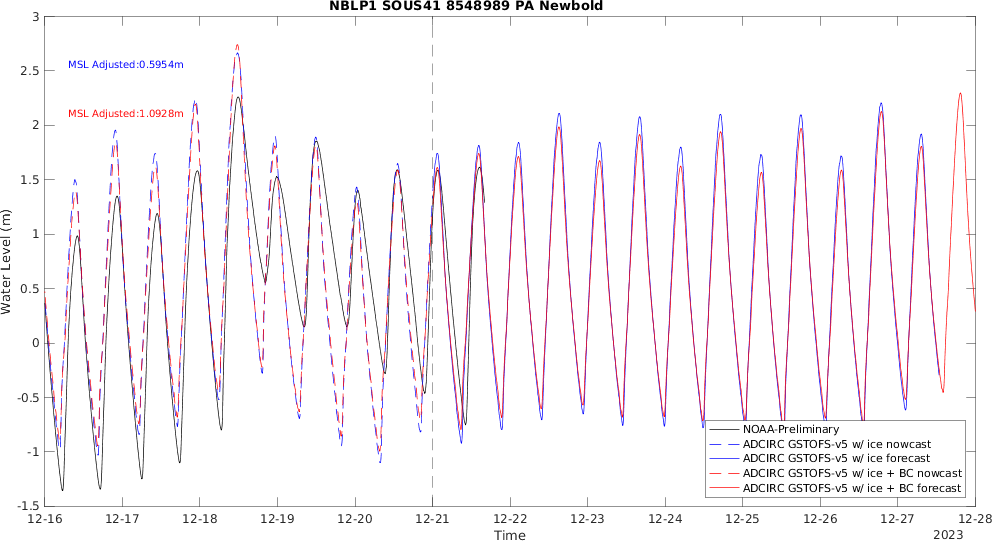 NBLP1 SOUS41 8548989 PA Newbold
3
2.5
2
1.5
1
0.5
0
-0.5
-1
-1.5
Water Level (m)
MSL Adjusted:0.5954m
MSL Adjusted:1.0928m
NOAA-Preliminary
ADCIRC GSTOFS-v5 w/ ice nowcast
ADCIRC GSTOFS-v5 w/ ice forecast
ADCIRC GSTOFS-v5 w/ ice + BC nowcast
ADCIRC GSTOFS-v5 w/ ice + BC forecast
12-16 12-17 12-18 12-19 12-20 12-21 12-22 12-23 12-24 12-25 12-26 12-27 12-28
Time
2023